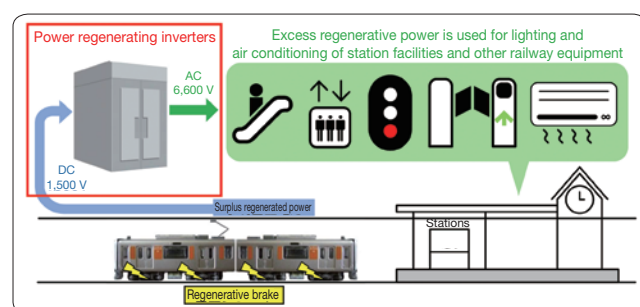 Power regenerating inverters
Excess regenerative power is used for lighting and
air conditioning of station facilities and other railway equipment
AC
6,600 V
DC
1,500 V
Surplus regenerated power
Stations
Regenerative brake